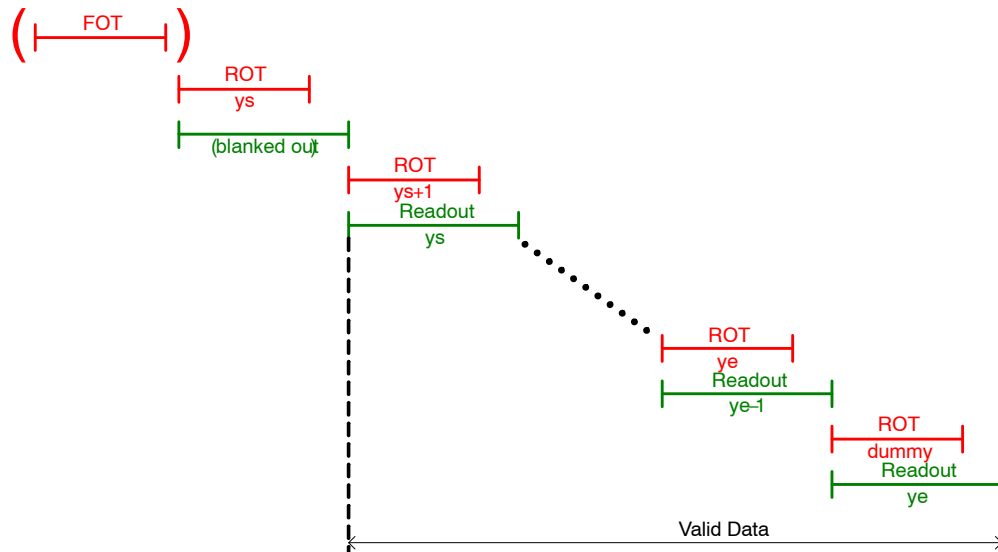 ( FOT )
ROT
ys
(blanked out)
ROT
ys+1
Readout
ys
ROT
ye
Readout
ye–1
ROT
dummy
Readout
ye
Valid Data